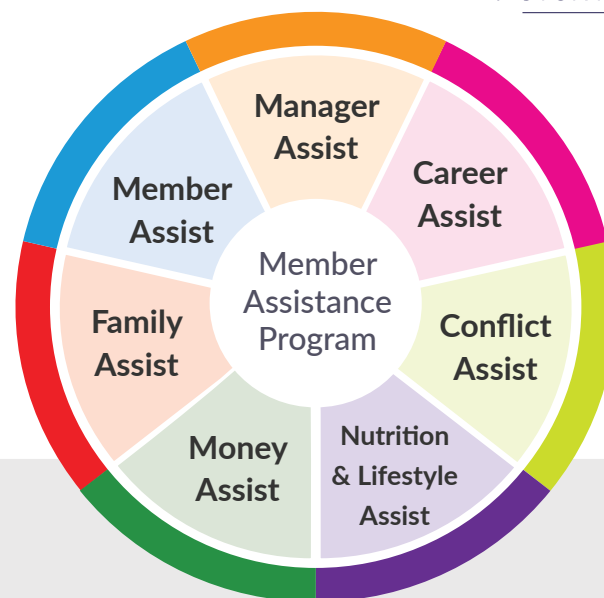 Manager
Assist
Career
Assist
Conflict
Assist
Nutrition
& Lifestyle
Assist
Money
Assist
Family
Assist
Member
Assist
Member
Assistance
Program